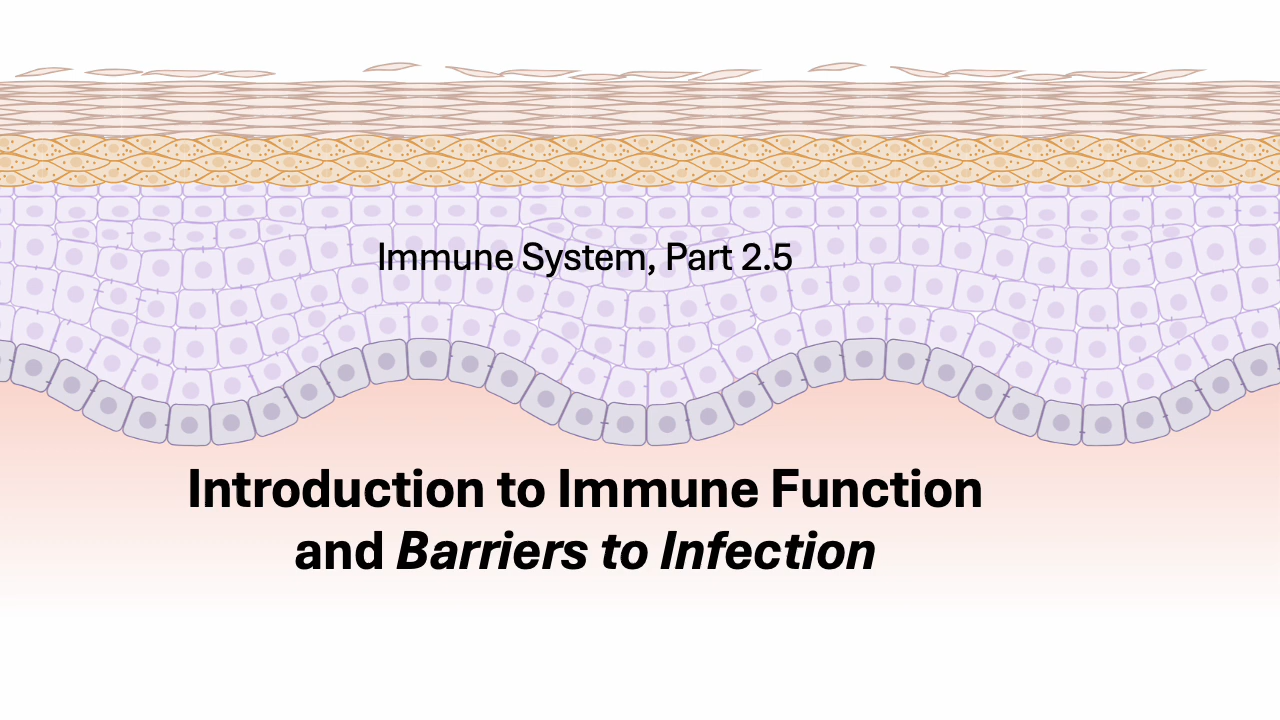 Immune System, Part 2.5
Introduction to Immune Function
and Barriers to Infection